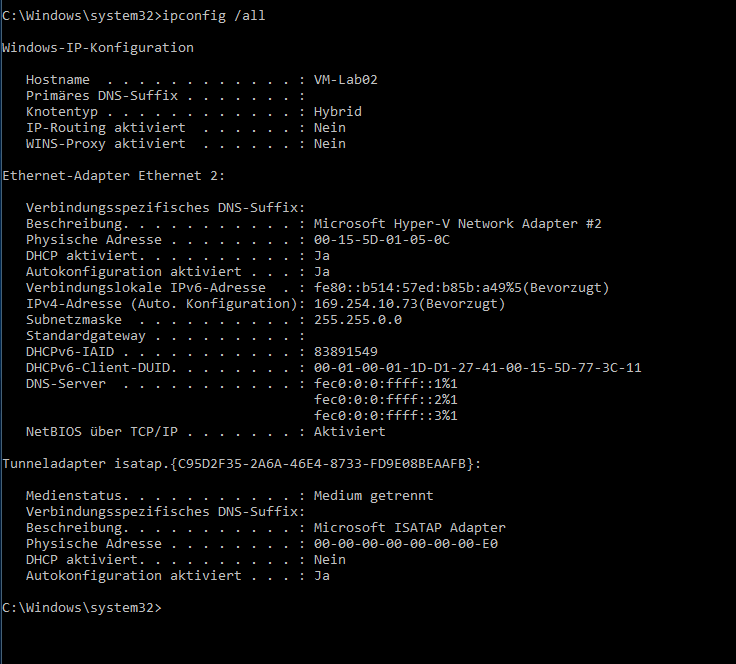 C:\Windows\system32>ipconfig /all
Windows-IP-Konfiguration
Hostname  . . . . . . . . . . . . : VM-Lab02
Primäres DNS-Suffix . . . . . . . :
Knotentyp . . . . . . . . . . . . : Hybrid
IP-Routing aktiviert  . . . . . . : Nein
WINS-Proxy aktiviert  . . . . . . : Nein
Ethernet-Adapter Ethernet 2:
Verbindungsspezifisches DNS-Suffix:
Beschreibung. . . . . . . . . . . : Microsoft Hyper-V Network Adapter #2
Physische Adresse . . . . . . . . : 00-15-5D-01-05-0C
DHCP aktiviert. . . . . . . . . . : Ja
Autokonfiguration aktiviert . . . : Ja
Verbindungslokale IPv6-Adresse  . : fe80::b514:57ed:b85b:a49%5(Bevorzugt)
IPv4-Adresse (Auto. Konfiguration): 169.254.10.73(Bevorzugt)
Subnetzmaske  . . . . . . . . . . : 255.255.0.0
Standardgateway . . . . . . . . . :
DHCPv6-IAID . . . . . . . . . . . : 83891549
DHCPv6-Client-DUID. . . . . . . . : 00-01-00-01-1D-D1-27-41-00-15-5D-77-3C-11
DNS-Server  . . . . . . . . . . . : fec0:0:0:ffff::1%1
fec0:0:0:ffff::2%1
fec0:0:0:ffff::3%1
NetBIOS über TCP/IP . . . . . . . : Aktiviert
Tunneladapter isatap.{C95D2F35-2A6A-46E4-8733-FD9E08BEAAFB}:
Medienstatus. . . . . . . . . . . : Medium getrennt
Verbindungsspezifisches DNS-Suffix:
Beschreibung. . . . . . . . . . . : Microsoft ISATAP Adapter
Physische Adresse . . . . . . . . : 00-00-00-00-00-00-00-E0
DHCP aktiviert. . . . . . . . . . : Nein
Autokonfiguration aktiviert . . . : Ja
C:\Windows\system32>